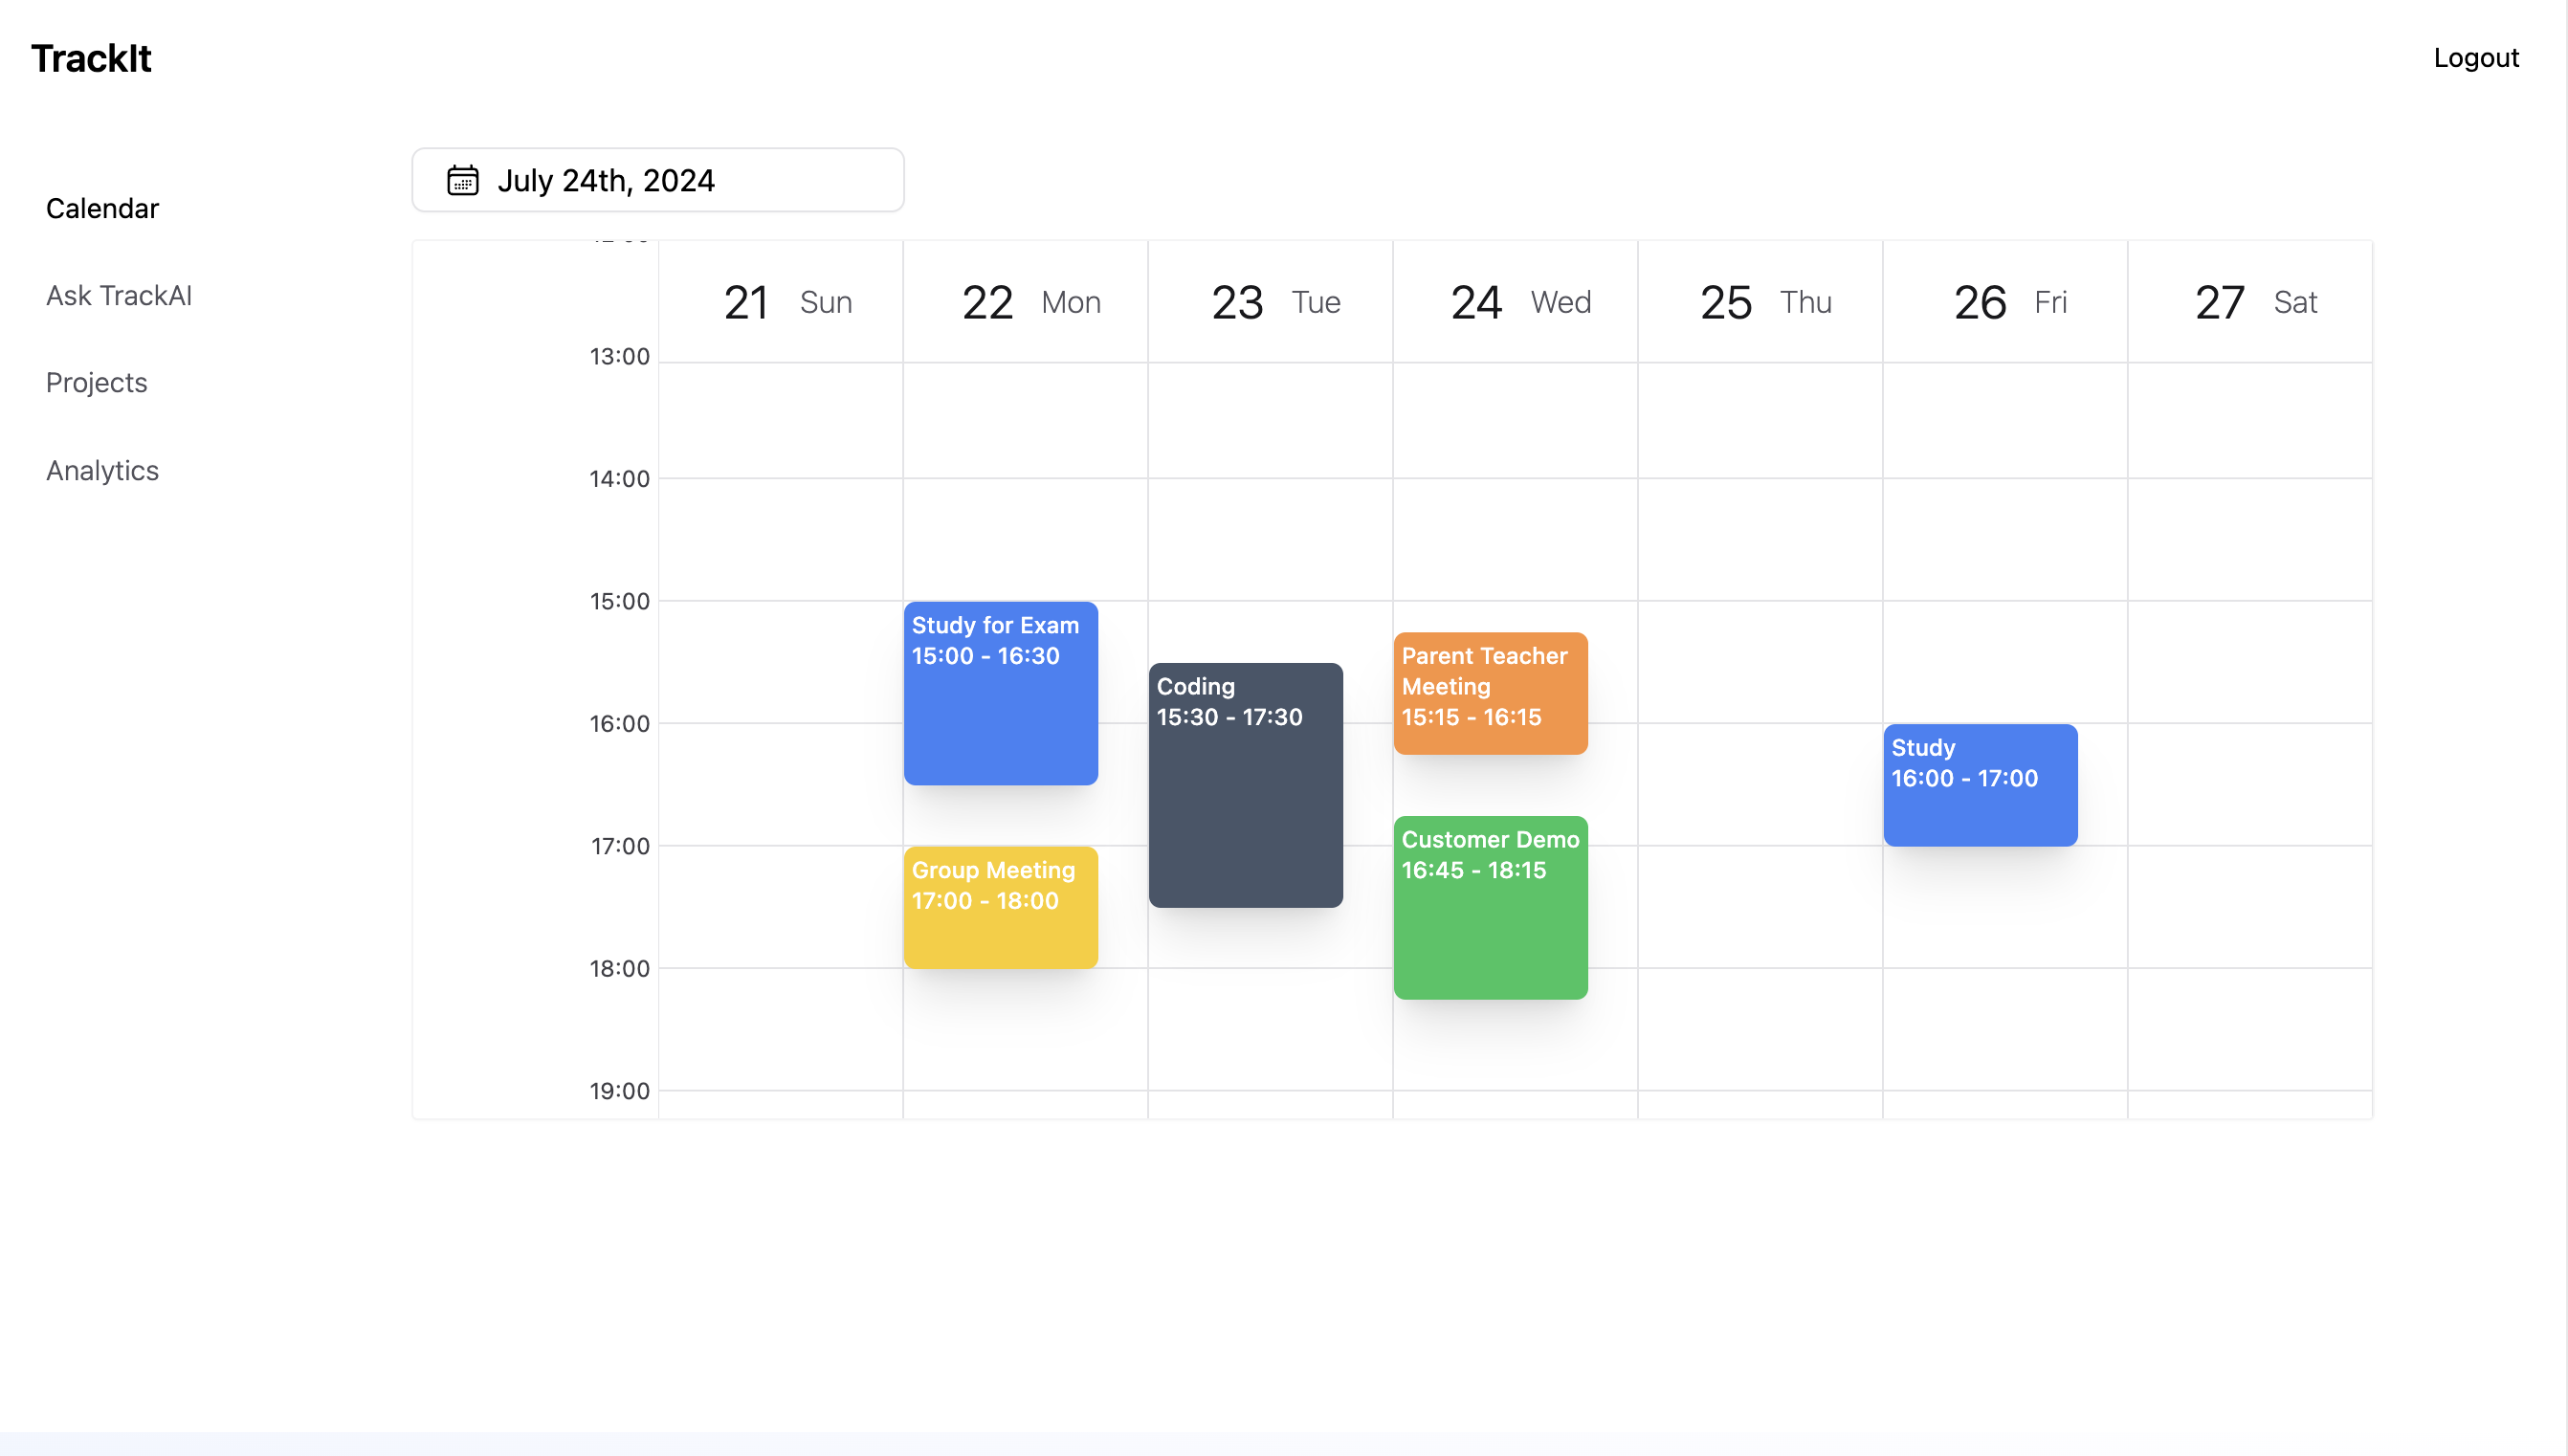 TrackIt
Logout
Calendar
Ask TrackAI
Projects
Analytics
July 24th, 2024
21 Sun
22 Mon
23 Tue
24 Wed
25 Thu
26 Fri
27 Sat
13:00
14:00
15:00
16:00
17:00
18:00
19:00
Study for Exam
15:00 - 16:30
Group Meeting
17:00 - 18:00
Coding
15:30 - 17:30
Parent Teacher
Meeting
15:15 - 16:15
Customer Demo
16:45 - 18:15
Study
16:00 - 17:00